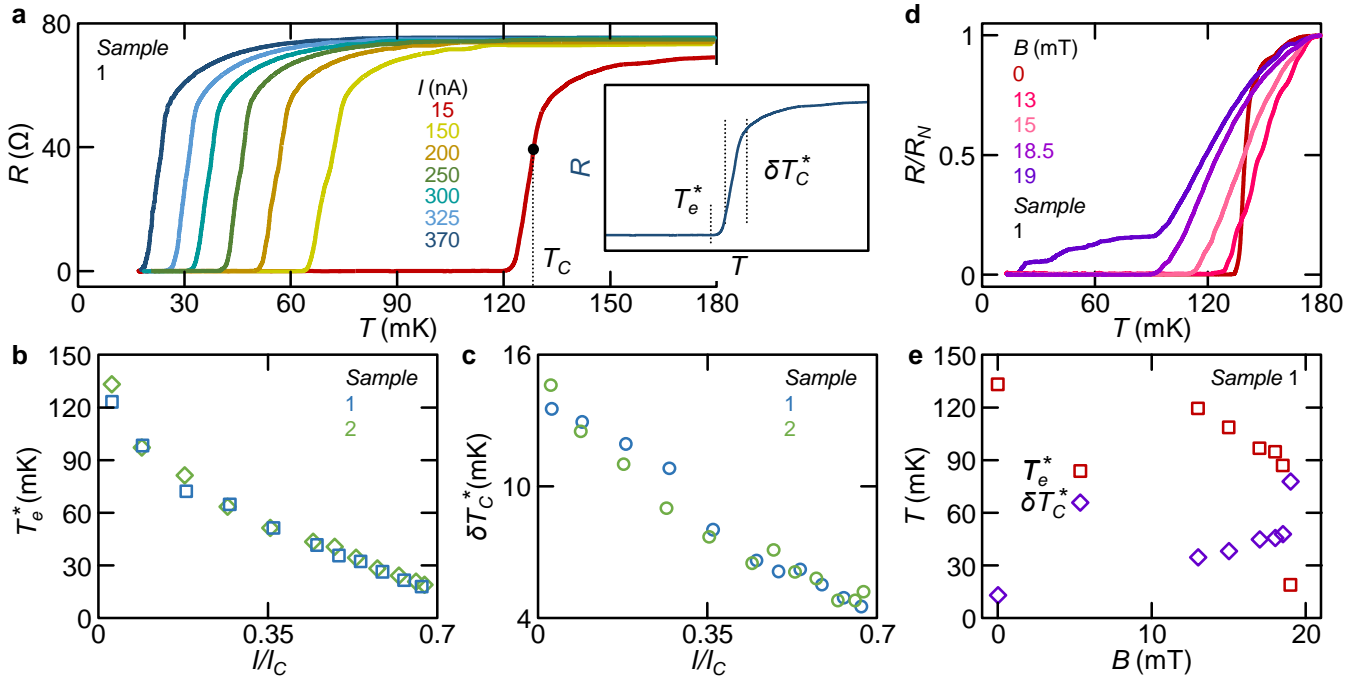 a
80
40
0
R (Ω)
Sample
1
I (nA)
15
150
200
250
300
325
370
T_C
0
30
60
90
120
150
180
T (mK)
R
T_e^*
δT_C^*
T
d
1
0.5
0
R/R_N
B (mT)
0
13
15
18.5
19
Sample
1
0
60
120
180
T (mK)
b
150
120
90
60
30
0
T_e^* (mK)
Sample
1
2
0
0.35
0.7
I/I_C
c
16
10
4
δT_C^* (mK)
Sample
1
2
0
0.35
0.7
I/I_C
e
150
120
90
60
30
0
T (mK)
Sample 1
T_e^*
δT_C^*
0
10
20
B (mT)